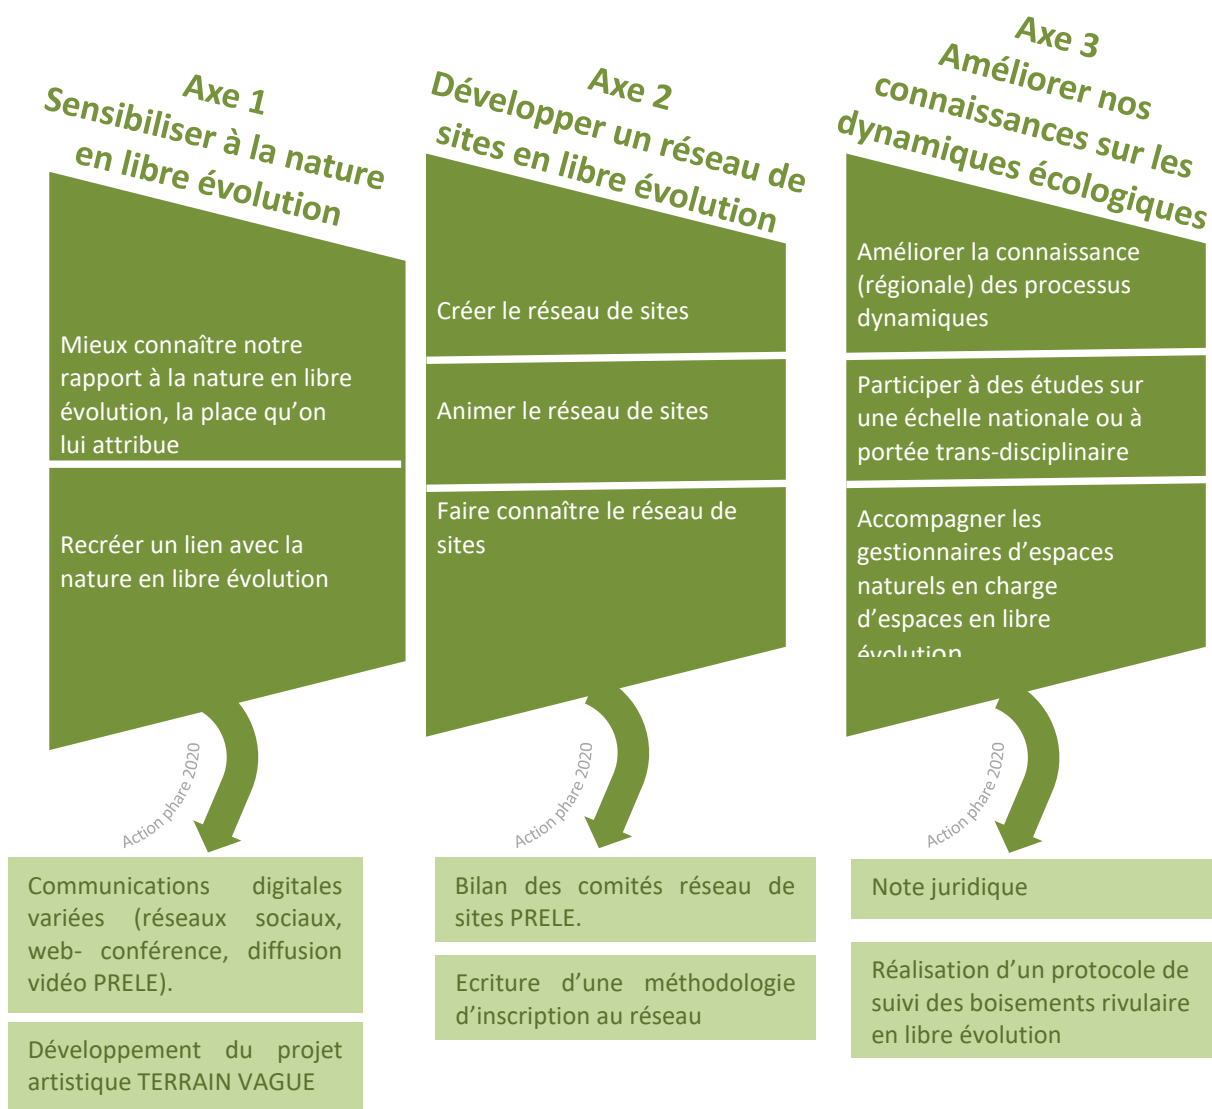 Axe 1
Sensibiliser à la nature
en libre évolution
Mieux connaître notre
rapport à la nature en libre
évolution, la place qu’on
lui attribue
Recréer un lien avec la
nature en libre évolution
Action phare 2020
Communications digitales
variées (réseaux sociaux,
web- conférence, diffusion
vidéo PRELE).
Développement du projet
artistique TERRAIN VAGUE
Axe 2
Développer un réseau de
sites en libre évolution
Créer le réseau de sites
Animer le réseau de sites
Faire connaître le réseau de
sites
Action phare 2020
Bilan des comités réseau de
sites PRELE.
Ecriture d’une méthodologie
d’inscription au réseau
Axe 3
Améliorer nos
connaissances sur les
dynamiques écologiques
Améliorer la connaissance
(régionale) des processus
dynamiques
Participer à des études sur
une échelle nationale ou à
portée trans-disciplinaire
Accompagner les
gestionnaires d’espaces
naturels en charge
d’espaces en libre
évolution
Action phare 2020
Note juridique
Réalisation d’un protocole de
suivi des boisements rivulaire
en libre évolution